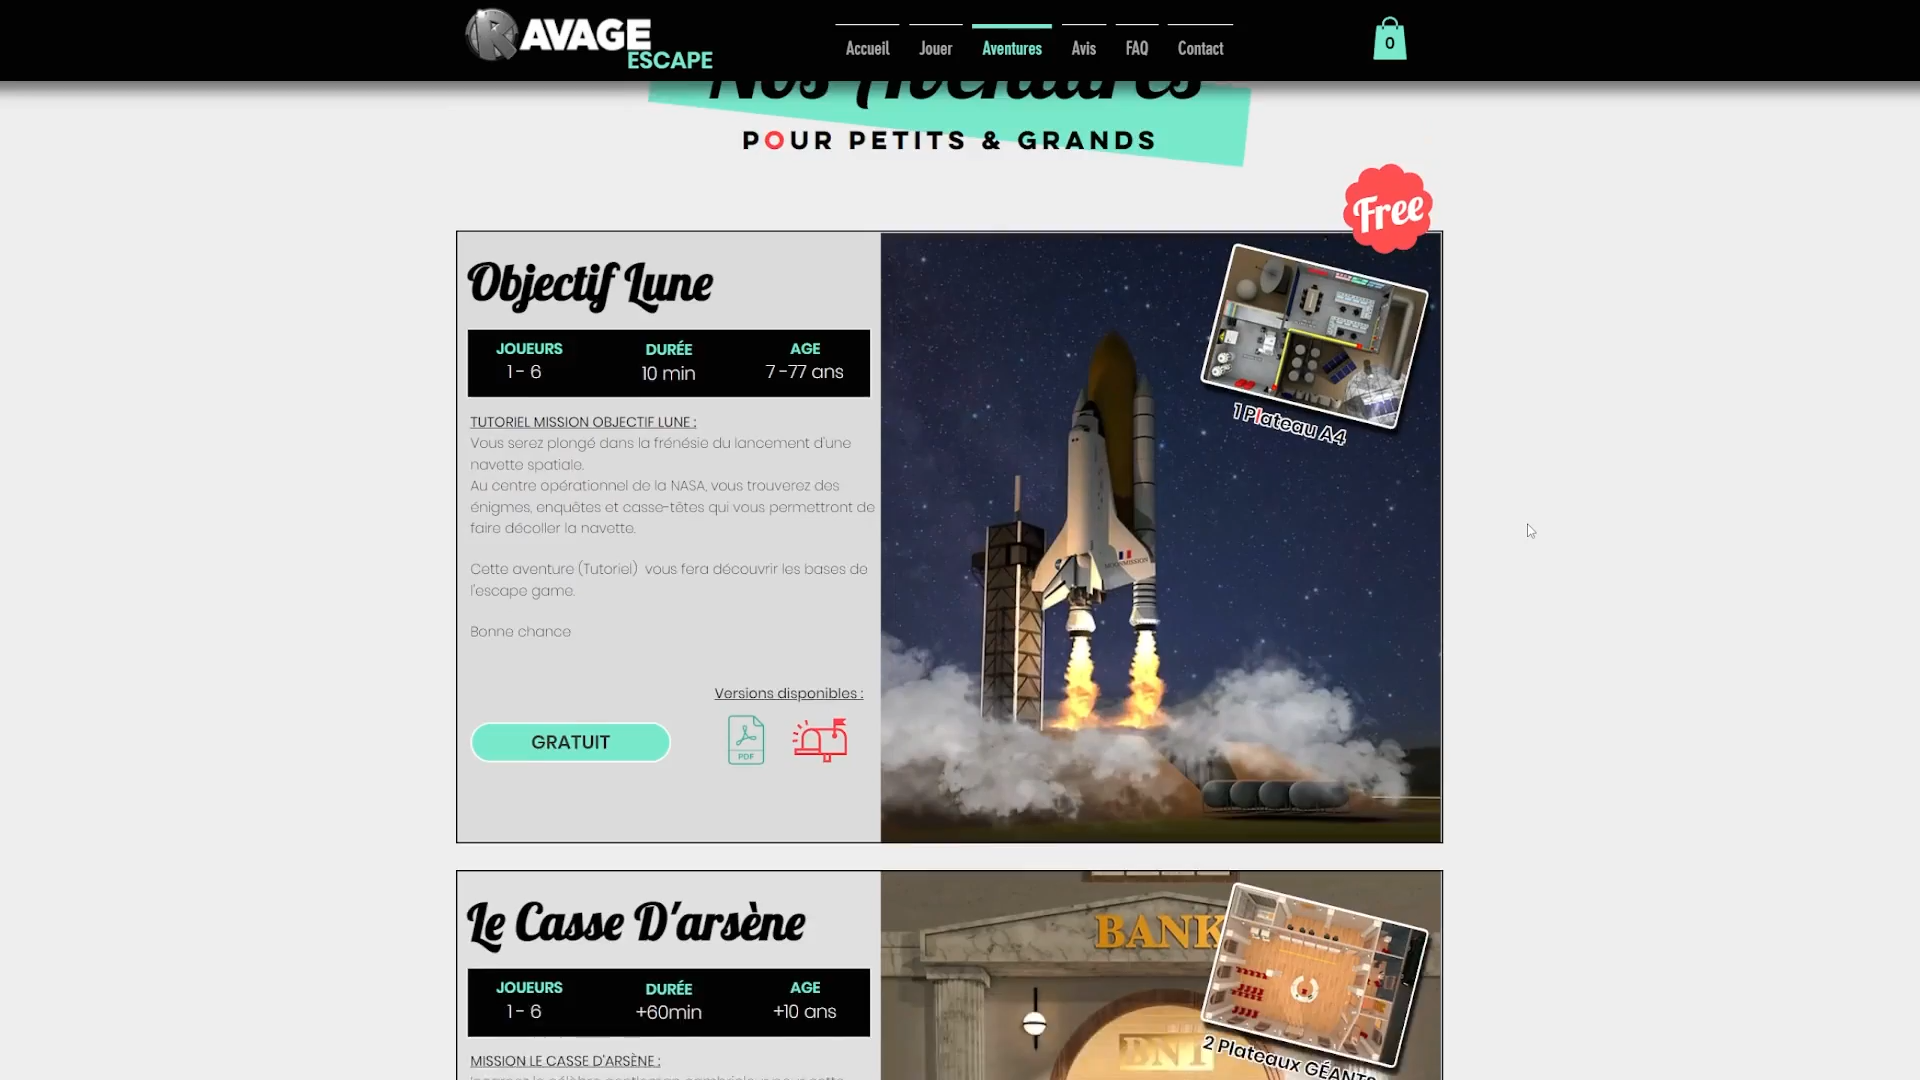 RAVAGE
ESCAPE
Accueil
Jouer
Aventures
Avis
FAQ
Contact
0
Nos Aventures
POUR PETITS & GRANDS
Free
Objectif Lune
JOUEURS
1 - 6
DURÉE
10 min
AGE
7 -77 ans
TUTORIEL MISSION OBJECTIF LUNE :
Vous serez plongé dans la frénésie du lancement d'une
navette spatiale.
Au centre opérationnel de la NASA, vous trouverez des
énigmes, enquêtes et casse-têtes qui vous permettront de
faire décoller la navette.
Cette aventure (Tutoriel) vous fera découvrir les bases de
l'escape game.
Bonne chance
Versions disponibles :
GRATUIT
PDF
1 Plateau A4
MOONMISSION
Le Casse D'arsène
JOUEURS
1 - 6
DURÉE
+60min
AGE
+10 ans
MISSION LE CASSE D'ARSÈNE :
BANK
BNT
2 Plateaux GÉANTS